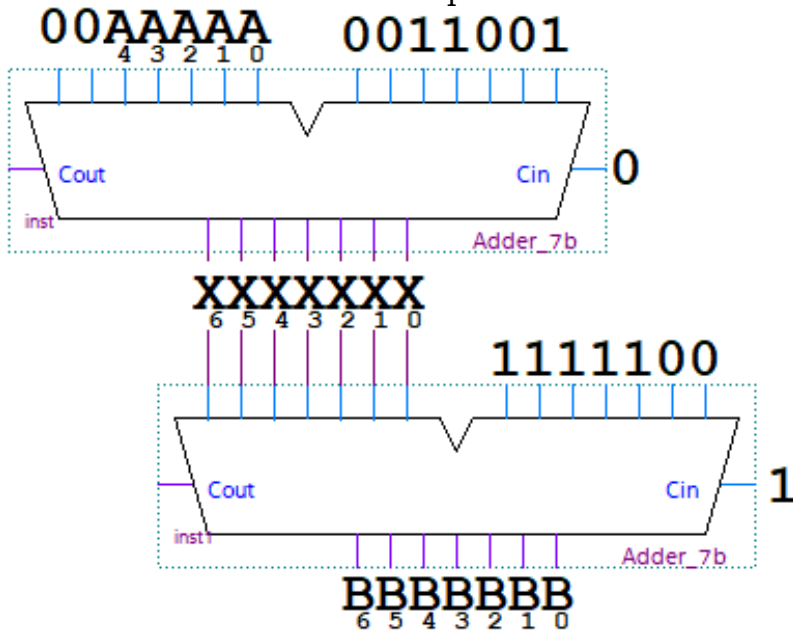 00AAAAA 0011001
4 3 2 1 0
Cout Cin 0
inst
Adder_7b
XXXXXXX
6 5 4 3 2 1 0
1111100
Cout Cin 1
inst1
Adder_7b
BBBBBBB
6 5 4 3 2 1 0